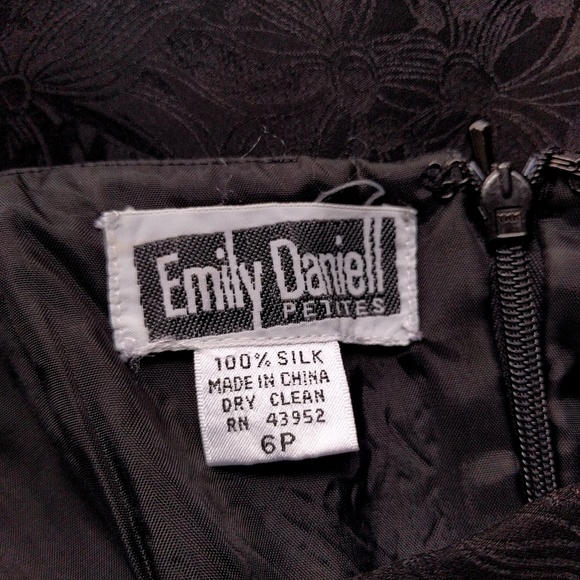 Emily Daniell
PETITES
100% SILK
MADE IN CHINA
DRY CLEAN
RN 43952
6P